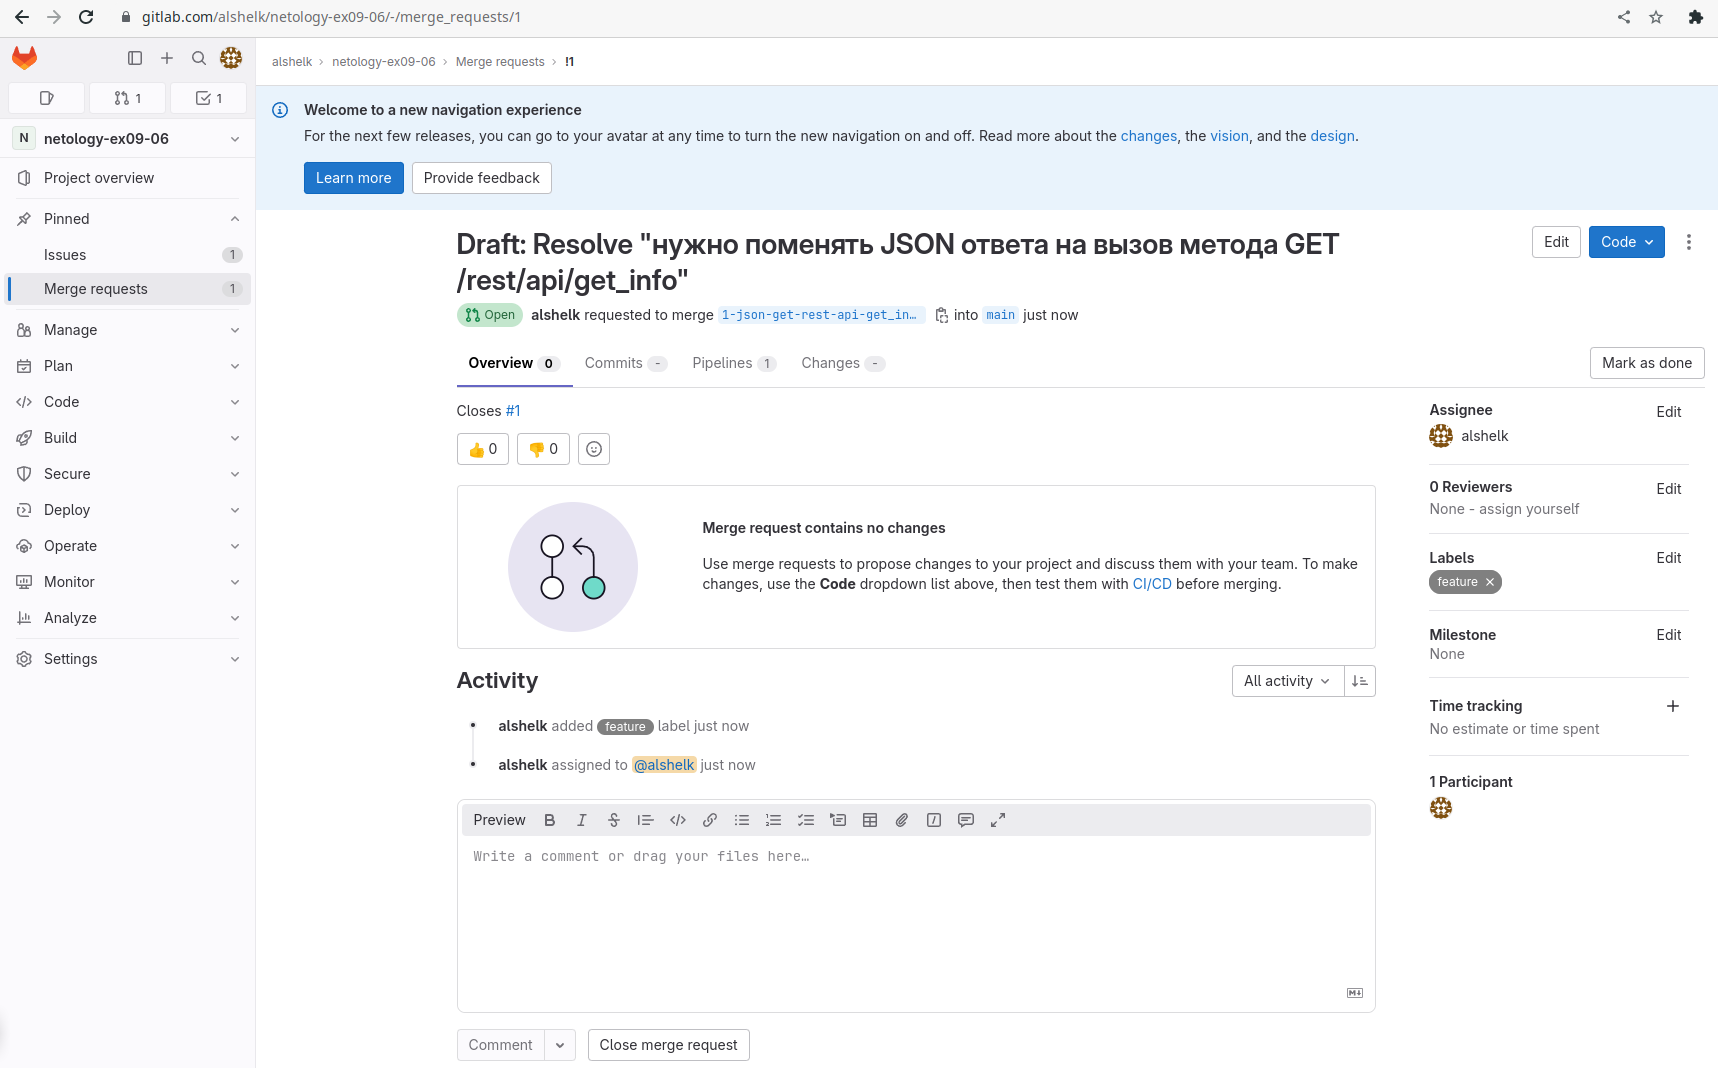 gitlab.com/alshelk/netology-ex09-06/-/merge_requests/1
1
1
N netology-ex09-06
Project overview
Pinned
Issues 1
Merge requests 1
Manage
Plan
Code
Build
Secure
Deploy
Operate
Monitor
Analyze
Settings
alshelk › netology-ex09-06 › Merge requests › !1
Welcome to a new navigation experience
For the next few releases, you can go to your avatar at any time to turn the new navigation on and off. Read more about the changes, the vision, and the design.
Learn more Provide feedback
Draft: Resolve "нужно поменять JSON ответа на вызов метода GET
/rest/api/get_info"
Edit Code
Open alshelk requested to merge 1-json-get-rest-api-get_in… into main just now
Overview 0 Commits - Pipelines 1 Changes -
Mark as done
Closes #1
👍 0 👎 0
Merge request contains no changes
Use merge requests to propose changes to your project and discuss them with your team. To make
changes, use the Code dropdown list above, then test them with CI/CD before merging.
Activity
All activity
alshelk added feature label just now
alshelk assigned to @alshelk just now
Preview
Write a comment or drag your files here…
Comment Close merge request
Assignee Edit
alshelk
0 Reviewers Edit
None - assign yourself
Labels Edit
feature
Milestone Edit
None
Time tracking
No estimate or time spent
1 Participant